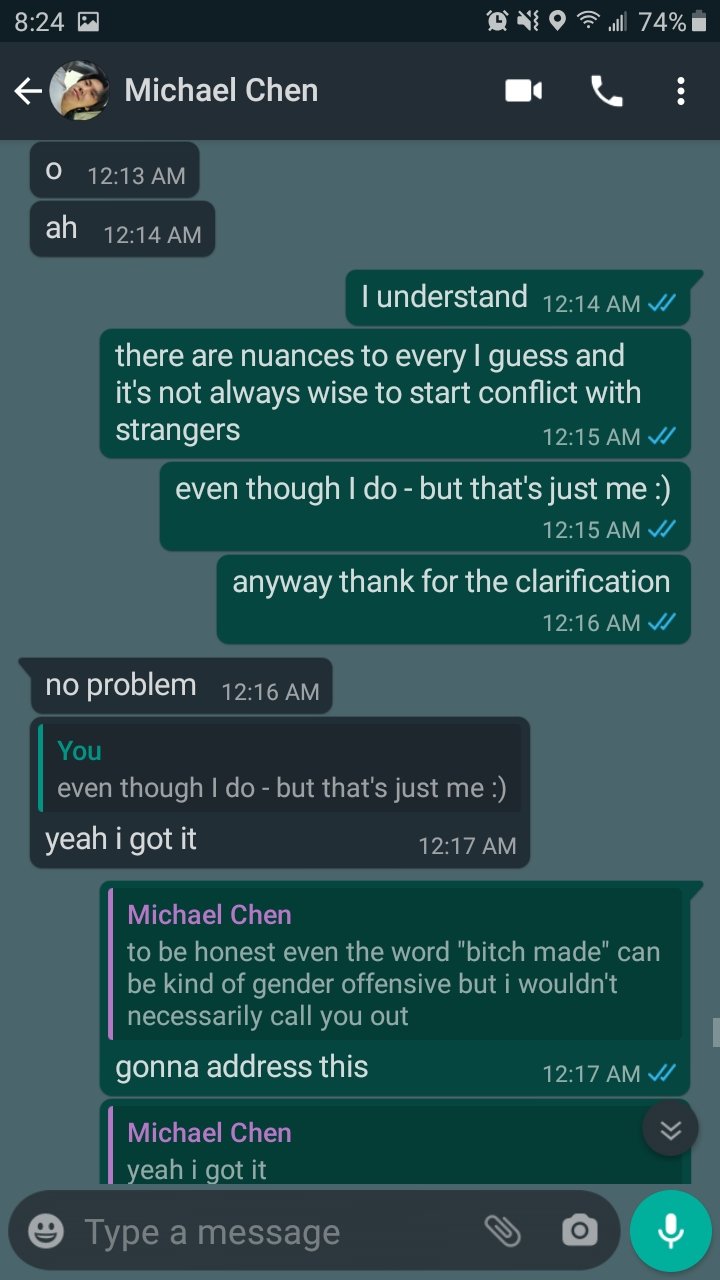 8:24 74%
Michael Chen
o 12:13 AM
ah 12:14 AM
I understand 12:14 AM
there are nuances to every I guess and
it's not always wise to start conflict with
strangers 12:15 AM
even though I do - but that's just me :)
12:15 AM
anyway thank for the clarification
12:16 AM
no problem 12:16 AM
You
even though I do - but that's just me :)
yeah i got it 12:17 AM
Michael Chen
to be honest even the word "bitch made" can
be kind of gender offensive but i wouldn't
necessarily call you out
gonna address this 12:17 AM
Michael Chen
yeah i got it
Type a message